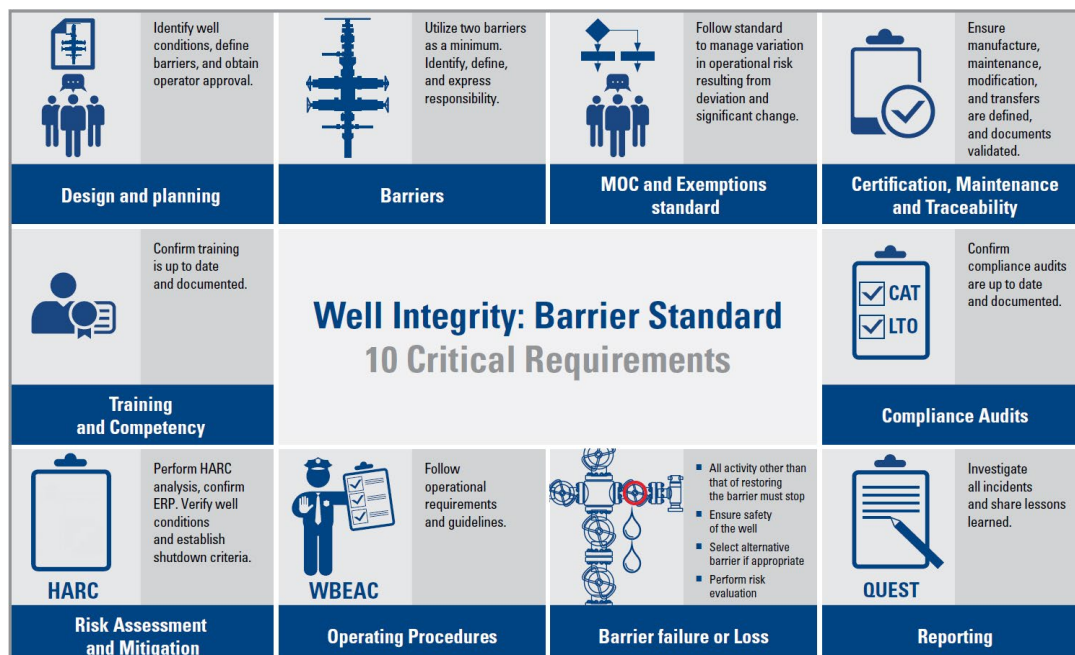 Identify well
conditions, define
barriers, and obtain
operator approval.
Design and planning
Utilize two barriers
as a minimum.
Identify, define,
and express
responsibility.
Barriers
Follow standard
to manage variation
in operational risk
resulting from
deviation and
significant change.
MOC and Exemptions
standard
Ensure
manufacture,
maintenance,
modification,
and transfers
are defined,
and documents
validated.
Certification, Maintenance
and Traceability
Confirm training
is up to date
and documented.
Training
and Competency
Well Integrity: Barrier Standard
10 Critical Requirements
CAT
LTO
Confirm
compliance audits
are up to date
and documented.
Compliance Audits
HARC
Perform HARC
analysis, confirm
ERP. Verify well
conditions
and establish
shutdown criteria.
Risk Assessment
and Mitigation
WBEAC
Follow
operational
requirements
and guidelines.
Operating Procedures
■ All activity other than
that of restoring
the barrier must stop
■ Ensure safety
of the well
■ Select alternative
barrier if appropriate
■ Perform risk
evaluation
Barrier failure or Loss
QUEST
Investigate
all incidents
and share lessons
learned.
Reporting